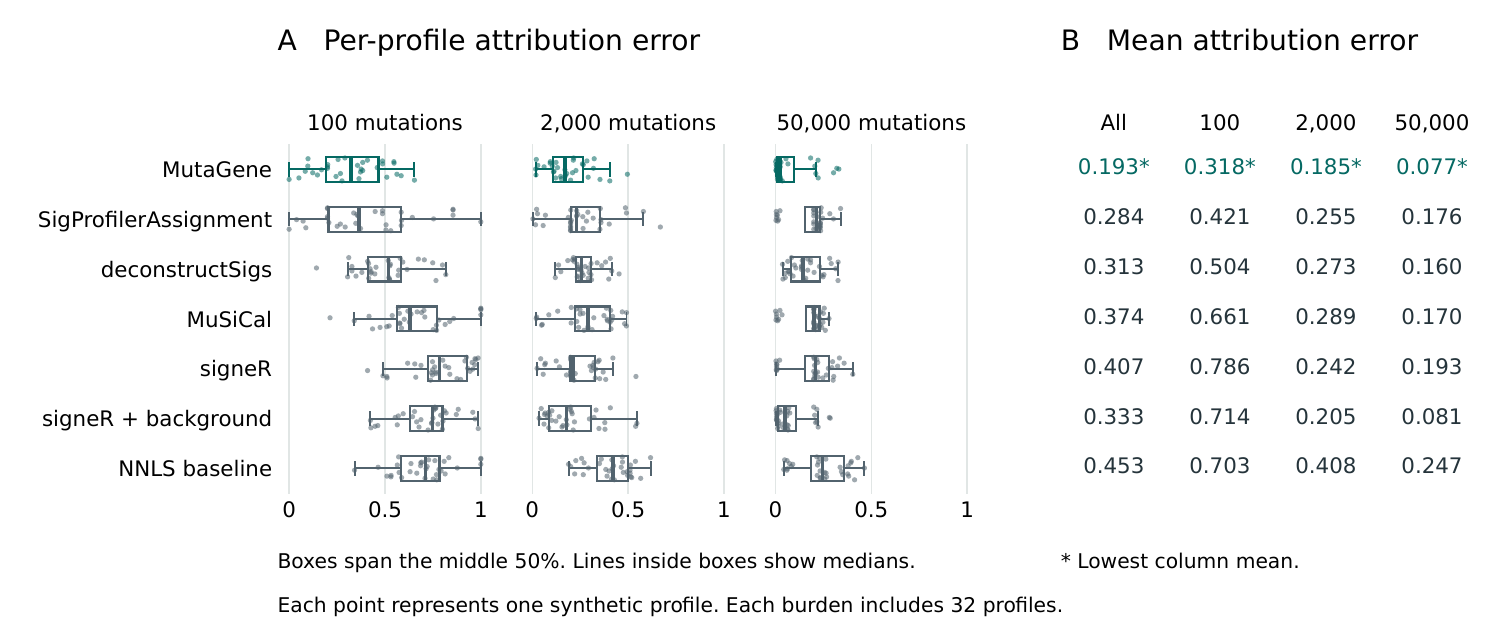 A Per-profile attribution error
B Mean attribution error
100 mutations 2,000 mutations 50,000 mutations All 100 2,000 50,000
MutaGene 0.193* 0.318* 0.185* 0.077*
SigProfilerAssignment 0.284 0.421 0.255 0.176
deconstructSigs 0.313 0.504 0.273 0.160
MuSiCal 0.374 0.661 0.289 0.170
signeR 0.407 0.786 0.242 0.193
signeR + background 0.333 0.714 0.205 0.081
NNLS baseline 0.453 0.703 0.408 0.247
0 0.5 1 0 0.5 1 0 0.5 1
Boxes span the middle 50%. Lines inside boxes show medians.
* Lowest column mean.
Each point represents one synthetic profile. Each burden includes 32 profiles.